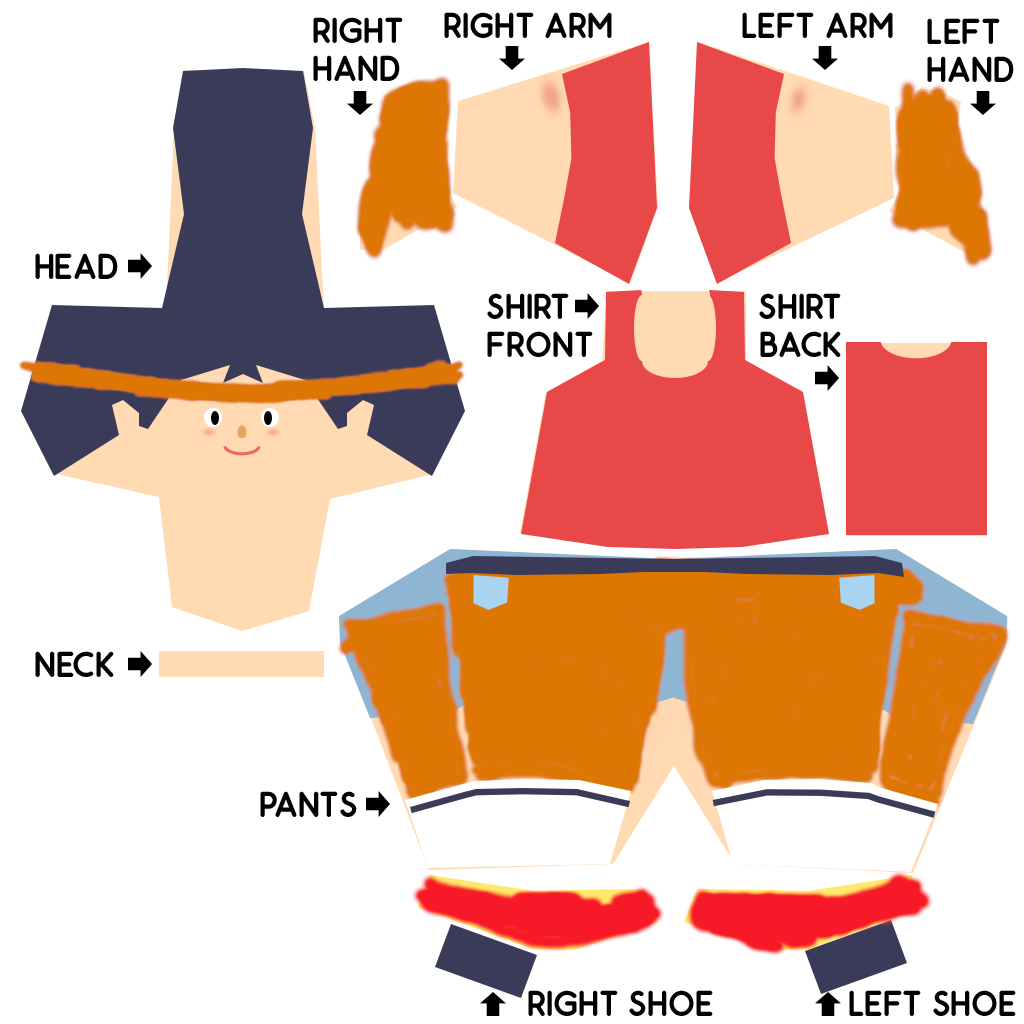 RIGHT
HAND
RIGHT ARM
LEFT ARM
LEFT
HAND
HEAD
SHIRT
FRONT
SHIRT
BACK
NECK
PANTS
RIGHT SHOE
LEFT SHOE